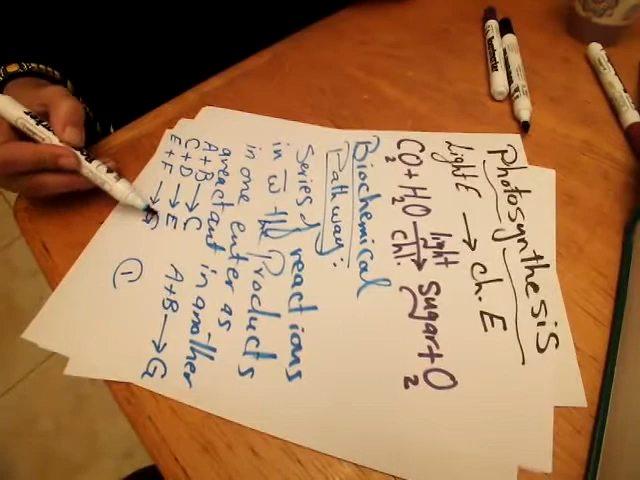 Photosynthesis
Light E → ch. E
CO2 + H2O light→ chl. Sugar + O2
Biochemical
Pathway:
Series of reactions
in w the Products
in one enter as
a reactant in another
A+B → C
C+D → E A+B → G
E+F → G
1